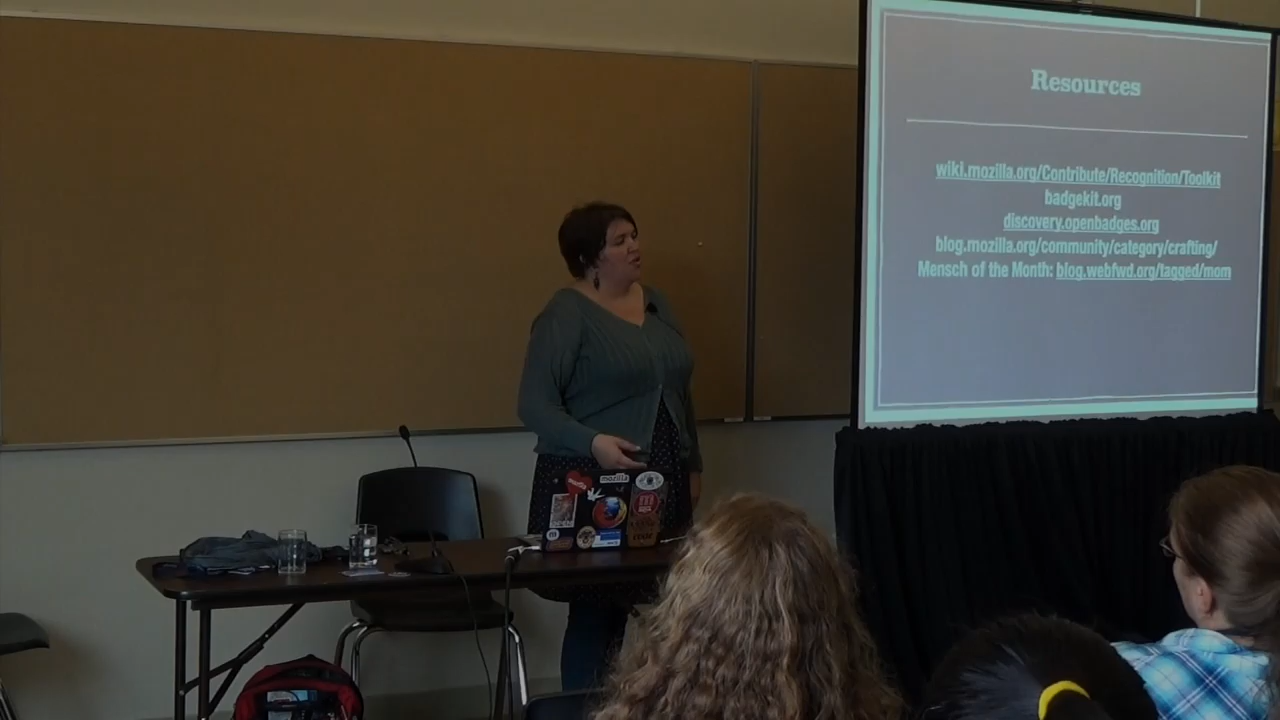 Resources
wiki.mozilla.org/Contribute/Recognition/Toolkit
badgekit.org
discovery.openbadges.org
blog.mozilla.org/community/category/crafting/
Mensch of the Month: blog.webfwd.org/tagged/mom
mozilla